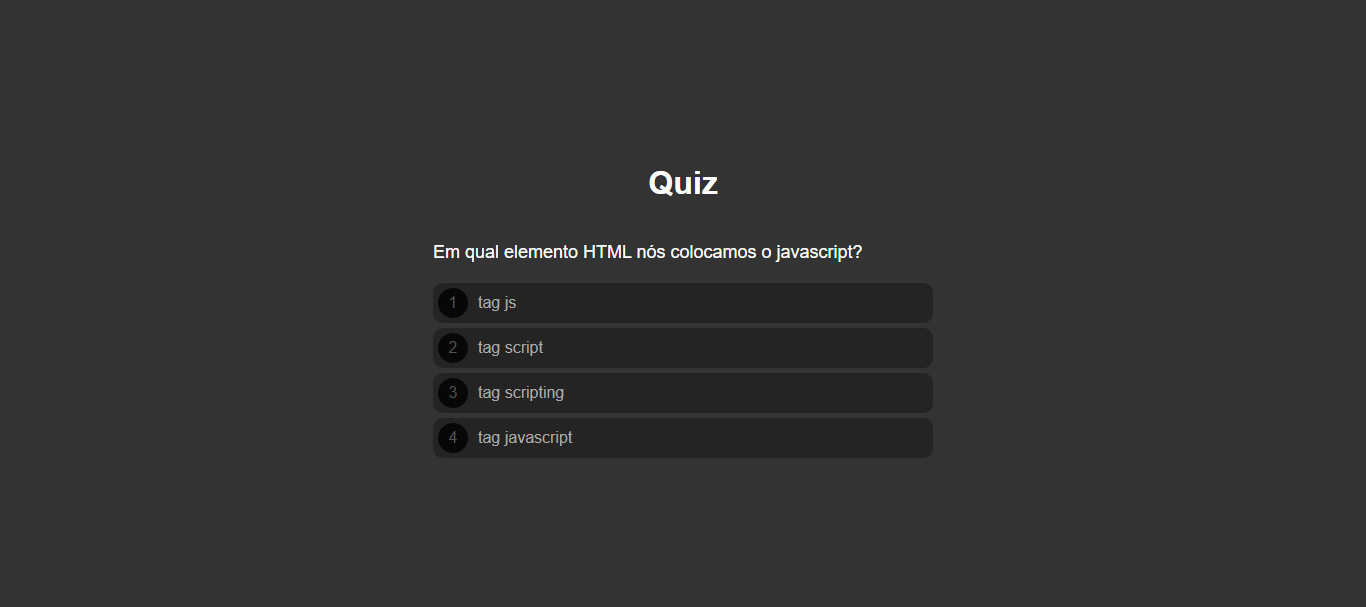 Quiz
Em qual elemento HTML nós colocamos o javascript?
1 tag js
2 tag script
3 tag scripting
4 tag javascript